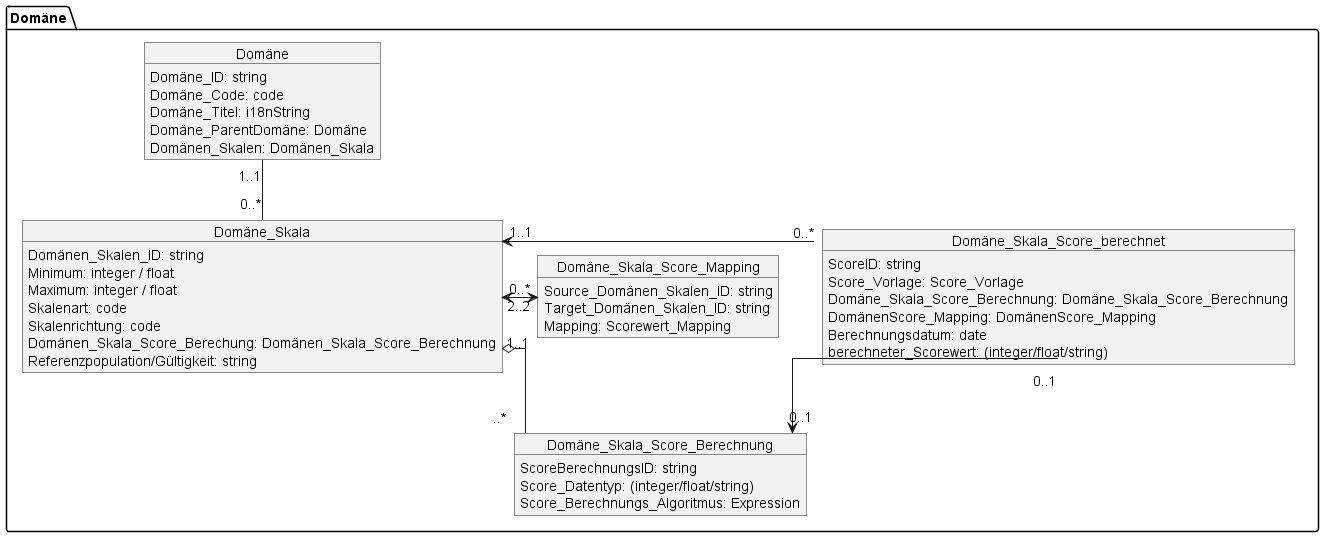 Domäne
Domäne
Domäne_ID: string
Domäne_Code: code
Domäne_Titel: i18nString
Domäne_ParentDomäne: Domäne
Domänen_Skalen: Domänen_Skala
1..1
0..*
Domäne_Skala
Domänen_Skalen_ID: string
Minimum: integer / float
Maximum: integer / float
Skalenart: code
Skalenrichtung: code
Domänen_Skala_Score_Berechung: Domänen_Skala_Score_Berechnung
Referenzpopulation/Gültigkeit: string
1..1
0..*
0..*
2..2
1..1
Domäne_Skala_Score_Mapping
Source_Domänen_Skalen_ID: string
Target_Domänen_Skalen_ID: string
Mapping: Scorewert_Mapping
Domäne_Skala_Score_berechnet
ScoreID: string
Score_Vorlage: Score_Vorlage
Domäne_Skala_Score_Berechnung: Domäne_Skala_Score_Berechnung
DomänenScore_Mapping: DomänenScore_Mapping
Berechnungsdatum: date
berechneter_Scorewert: (integer/float/string)
0..1
..*
0..1
Domäne_Skala_Score_Berechnung
ScoreBerechnungsID: string
Score_Datentyp: (integer/float/string)
Score_Berechnungs_Algoritmus: Expression